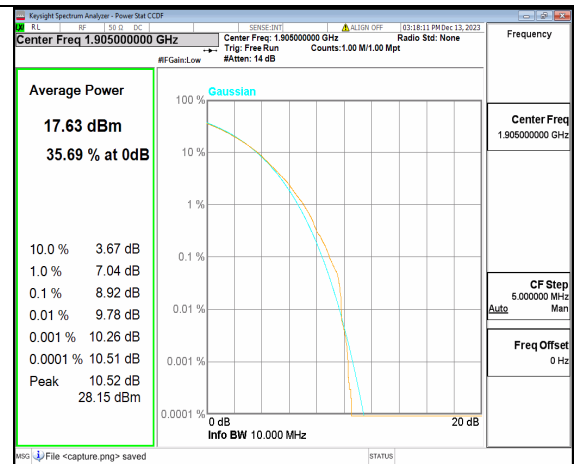 Keysight Spectrum Analyzer - Power Stat CCDF
RL RF 50 Ω DC SENSE:INT ALIGN OFF 03:18:11 PM Dec 13, 2023
Center Freq 1.905000000 GHz
Center Freq: 1.905000000 GHz Radio Std: None
Trig: Free Run Counts:1.00 M/1.00 Mpt
#IFGain:Low #Atten: 14 dB
Frequency
Average Power
17.63 dBm
35.69 % at 0dB
10.0 % 3.67 dB
1.0 % 7.04 dB
0.1 % 8.92 dB
0.01 % 9.78 dB
0.001 % 10.26 dB
0.0001 % 10.51 dB
Peak 10.52 dB
28.15 dBm
Gaussian
100 %
10 %
1 %
0.1 %
0.01 %
0.001 %
0.0001 %
0 dB 20 dB
Info BW 10.000 MHz
Center Freq
1.905000000 GHz
CF Step
5.000000 MHz
Auto Man
Freq Offset
0 Hz
MSG File <capture.png> saved STATUS